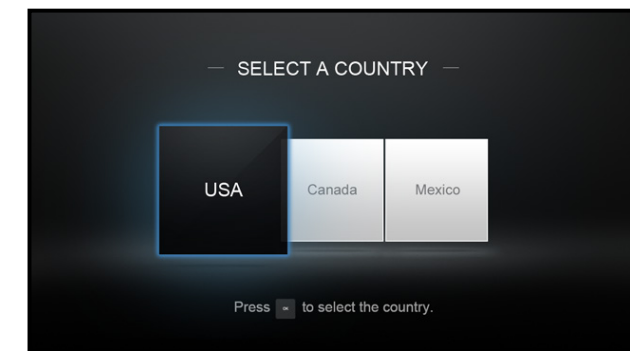 SELECT A COUNTRY
USA Canada Mexico
Press to select the country.